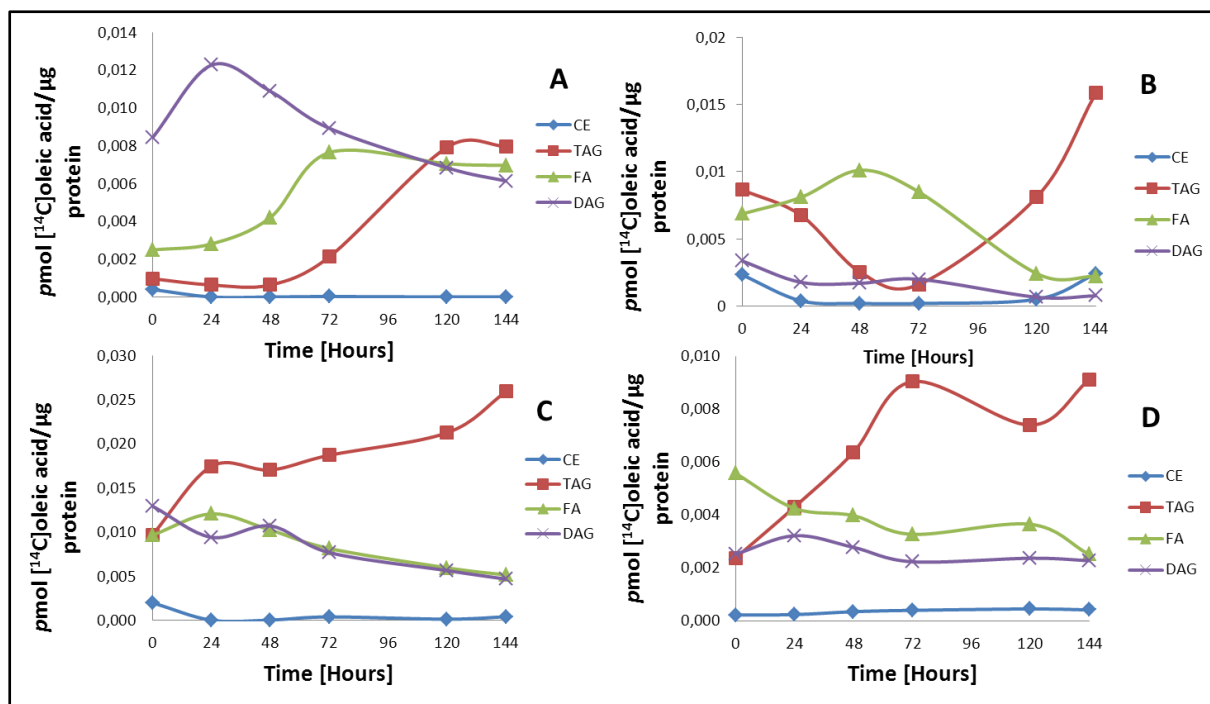 A
pmol [¹⁴C]oleic acid/µg
protein
0,014
0,012
0,010
0,008
0,006
0,004
0,002
0,000
0 24 48 72 96 120 144
Time [Hours]
CE
TAG
FA
DAG
B
pmol [¹⁴C]oleic acid/µg
protein
0,02
0,015
0,01
0,005
0
0 24 48 72 96 120 144
Time [Hours]
CE
TAG
FA
DAG
C
pmol [¹⁴C]oleic acid/µg
protein
0,030
0,025
0,020
0,015
0,010
0,005
0,000
0 24 48 72 96 120 144
Time [Hours]
CE
TAG
FA
DAG
D
pmol [¹⁴C]oleic acid/µg
protein
0,010
0,008
0,006
0,004
0,002
0,000
0 24 48 72 96 120 144
Time [Hours]
CE
TAG
FA
DAG